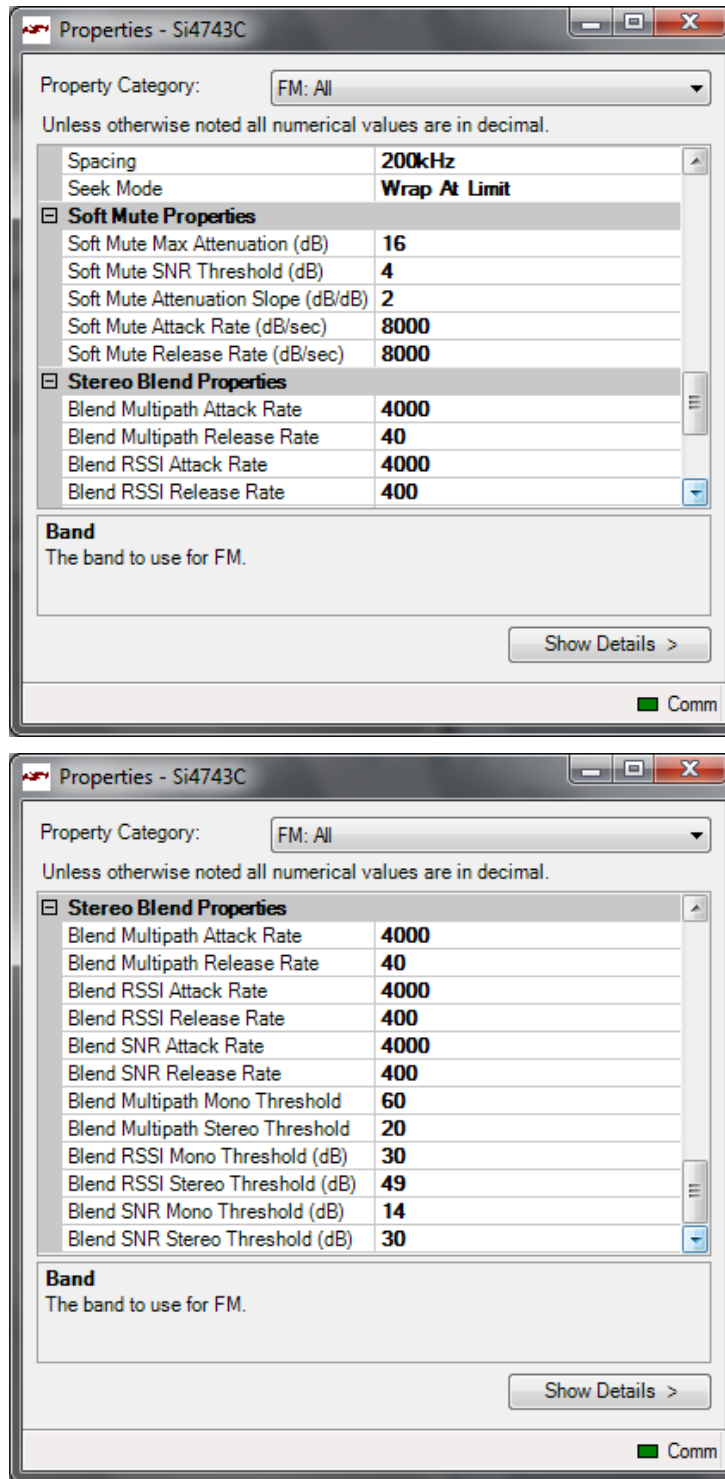 Properties - Si4743C
Property Category: FM: All
Unless otherwise noted all numerical values are in decimal.
Spacing 200kHz
Seek Mode Wrap At Limit
Soft Mute Properties
Soft Mute Max Attenuation (dB) 16
Soft Mute SNR Threshold (dB) 4
Soft Mute Attenuation Slope (dB/dB) 2
Soft Mute Attack Rate (dB/sec) 8000
Soft Mute Release Rate (dB/sec) 8000
Stereo Blend Properties
Blend Multipath Attack Rate 4000
Blend Multipath Release Rate 40
Blend RSSI Attack Rate 4000
Blend RSSI Release Rate 400
Band
The band to use for FM.
Show Details >
Comm
Properties - Si4743C
Property Category: FM: All
Unless otherwise noted all numerical values are in decimal.
Stereo Blend Properties
Blend Multipath Attack Rate 4000
Blend Multipath Release Rate 40
Blend RSSI Attack Rate 4000
Blend RSSI Release Rate 400
Blend SNR Attack Rate 4000
Blend SNR Release Rate 400
Blend Multipath Mono Threshold 60
Blend Multipath Stereo Threshold 20
Blend RSSI Mono Threshold (dB) 30
Blend RSSI Stereo Threshold (dB) 49
Blend SNR Mono Threshold (dB) 14
Blend SNR Stereo Threshold (dB) 30
Band
The band to use for FM.
Show Details >
Comm